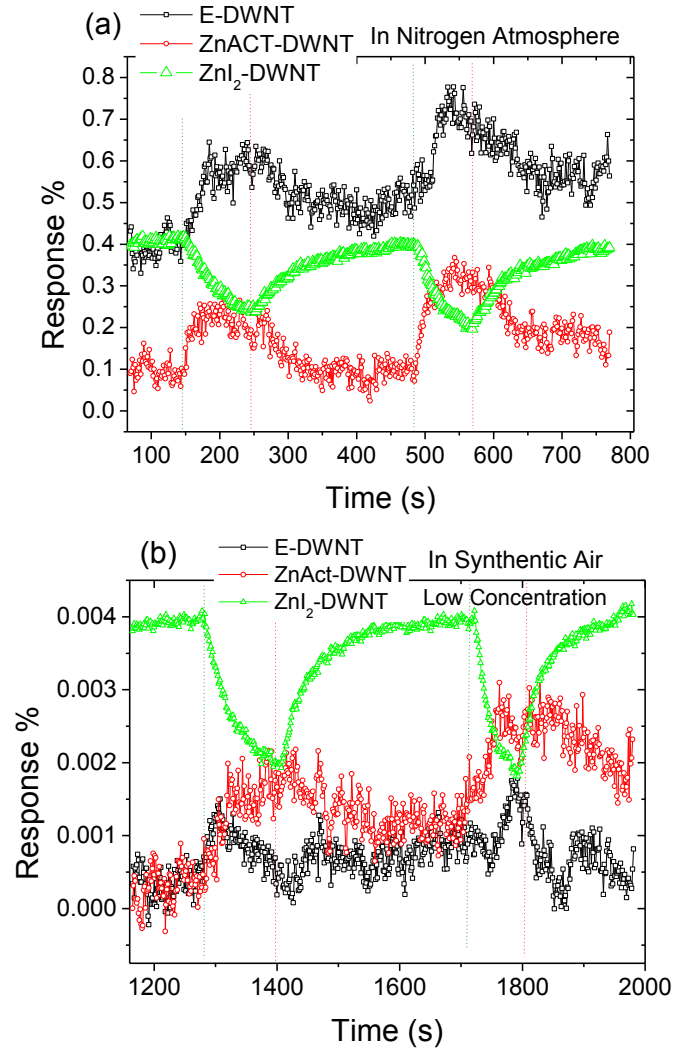 (a)
E-DWNT
ZnACT-DWNT
ZnI2-DWNT
In Nitrogen Atmosphere
Response %
0.8
0.7
0.6
0.5
0.4
0.3
0.2
0.1
0.0
100 200 300 400 500 600 700 800
Time (s)
(b)
E-DWNT
ZnAct-DWNT
ZnI2-DWNT
In Synthentic Air
Low Concentration
Response %
0.004
0.003
0.002
0.001
0.000
1200 1400 1600 1800 2000
Time (s)